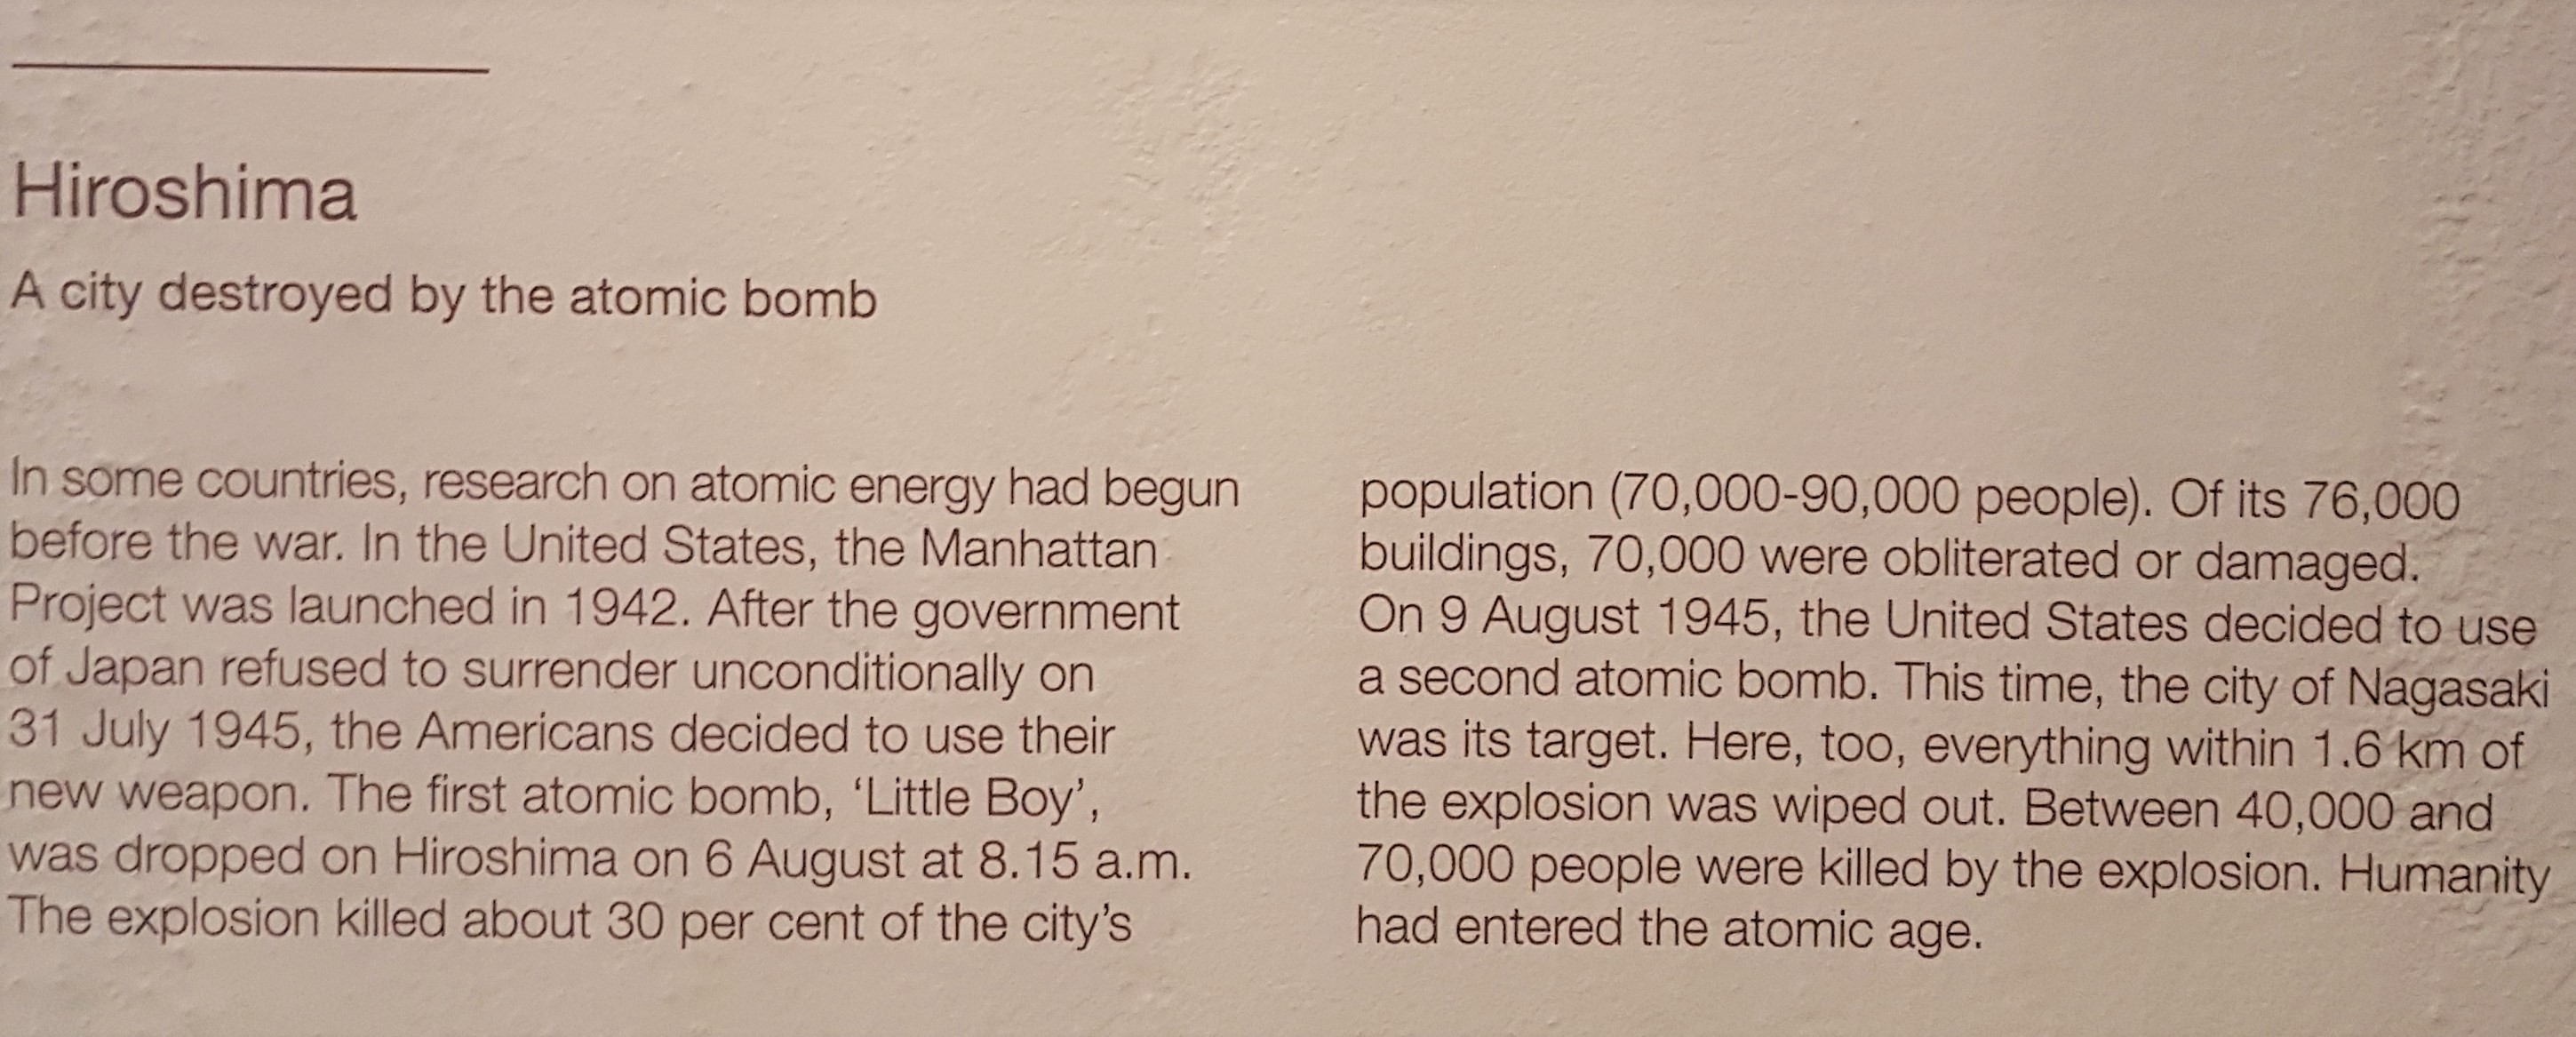 Hiroshima
A city destroyed by the atomic bomb
In some countries, research on atomic energy had begun
before the war. In the United States, the Manhattan
Project was launched in 1942. After the government
of Japan refused to surrender unconditionally on
31 July 1945, the Americans decided to use their
new weapon. The first atomic bomb, ‘Little Boy’,
was dropped on Hiroshima on 6 August at 8.15 a.m.
The explosion killed about 30 per cent of the city’s
population (70,000-90,000 people). Of its 76,000
buildings, 70,000 were obliterated or damaged.
On 9 August 1945, the United States decided to use
a second atomic bomb. This time, the city of Nagasaki
was its target. Here, too, everything within 1.6 km of
the explosion was wiped out. Between 40,000 and
70,000 people were killed by the explosion. Humanity
had entered the atomic age.